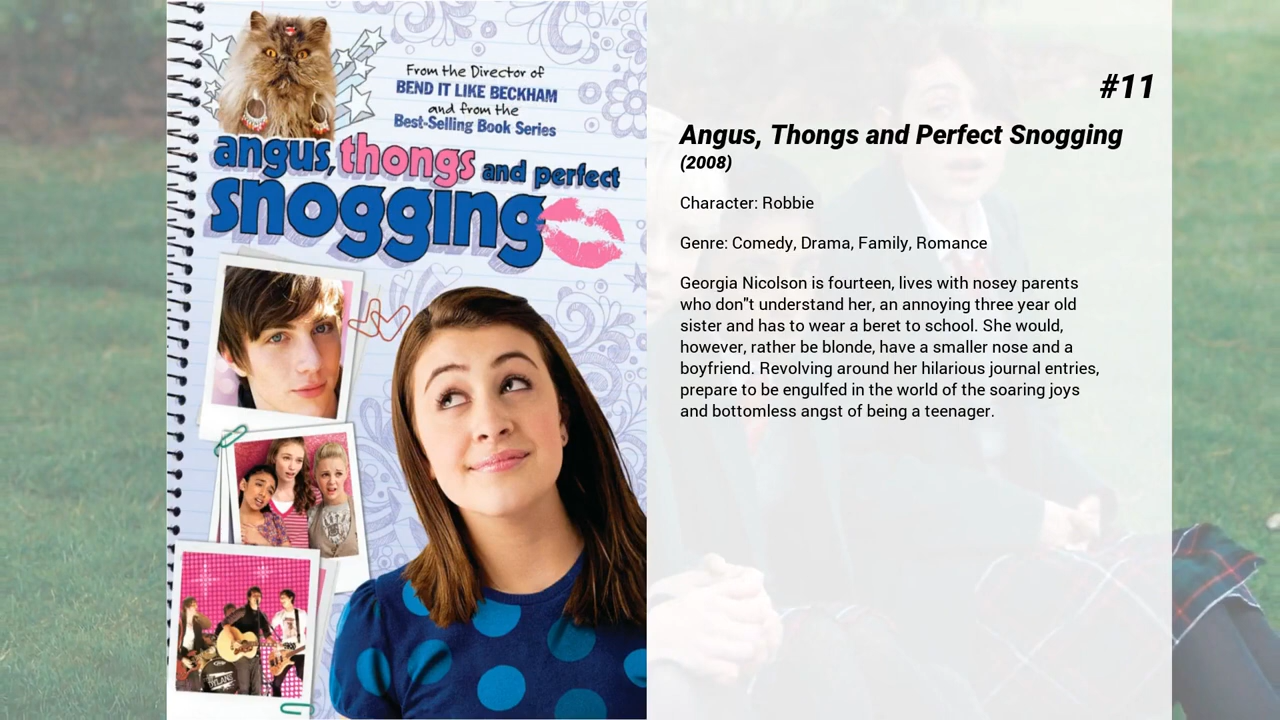 From the Director of
BEND IT LIKE BECKHAM
and from the
Best-Selling Book Series
angus, thongs and perfect
snogging
DYLANS
#11
Angus, Thongs and Perfect Snogging
(2008)
Character: Robbie
Genre: Comedy, Drama, Family, Romance
Georgia Nicolson is fourteen, lives with nosey parents
who don"t understand her, an annoying three year old
sister and has to wear a beret to school. She would,
however, rather be blonde, have a smaller nose and a
boyfriend. Revolving around her hilarious journal entries,
prepare to be engulfed in the world of the soaring joys
and bottomless angst of being a teenager.